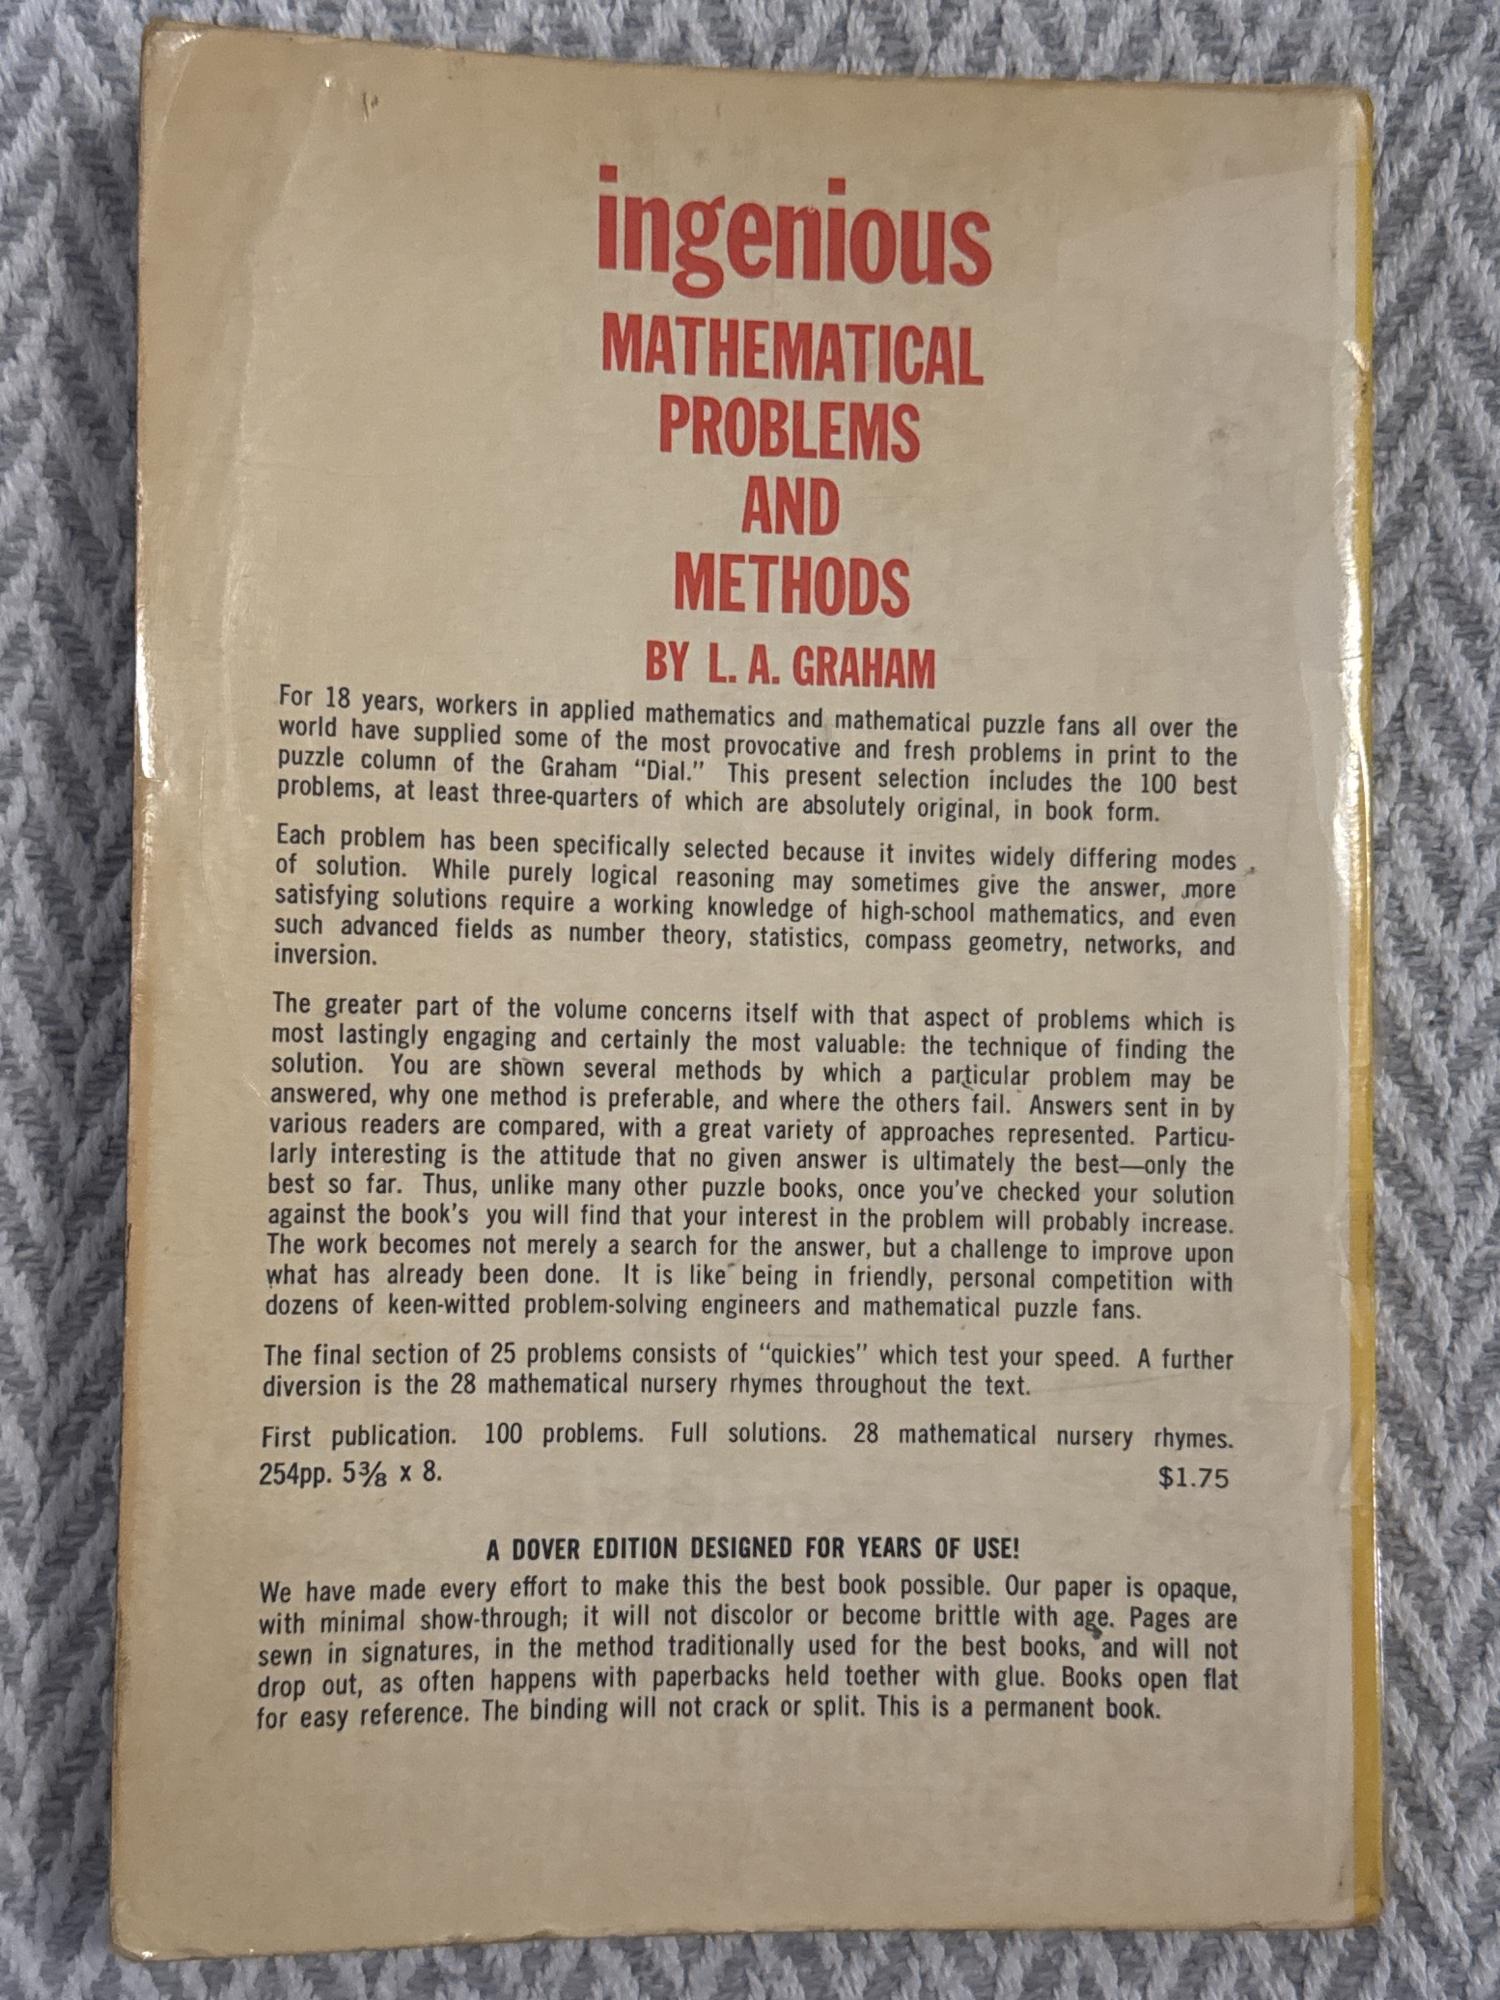 ingenious
MATHEMATICAL
PROBLEMS
AND
METHODS
BY L. A. GRAHAM
For 18 years, workers in applied mathematics and mathematical puzzle fans all over the
world have supplied some of the most provocative and fresh problems in print to the
puzzle column of the Graham “Dial.” This present selection includes the 100 best
problems, at least three-quarters of which are absolutely original, in book form.
Each problem has been specifically selected because it invites widely differing modes
of solution. While purely logical reasoning may sometimes give the answer, more
satisfying solutions require a working knowledge of high-school mathematics, and even
such advanced fields as number theory, statistics, compass geometry, networks, and
inversion.
The greater part of the volume concerns itself with that aspect of problems which is
most lastingly engaging and certainly the most valuable: the technique of finding the
solution. You are shown several methods by which a particular problem may be
answered, why one method is preferable, and where the others fail. Answers sent in by
various readers are compared, with a great variety of approaches represented. Particu-
larly interesting is the attitude that no given answer is ultimately the best—only the
best so far. Thus, unlike many other puzzle books, once you've checked your solution
against the book's you will find that your interest in the problem will probably increase.
The work becomes not merely a search for the answer, but a challenge to improve upon
what has already been done. It is like being in friendly, personal competition with
dozens of keen-witted problem-solving engineers and mathematical puzzle fans.
The final section of 25 problems consists of “quickies” which test your speed. A further
diversion is the 28 mathematical nursery rhymes throughout the text.
First publication. 100 problems. Full solutions. 28 mathematical nursery rhymes.
254pp. 5⅜ x 8. $1.75
A DOVER EDITION DESIGNED FOR YEARS OF USE!
We have made every effort to make this the best book possible. Our paper is opaque,
with minimal show-through; it will not discolor or become brittle with age. Pages are
sewn in signatures, in the method traditionally used for the best books, and will not
drop out, as often happens with paperbacks held toether with glue. Books open flat
for easy reference. The binding will not crack or split. This is a permanent book.